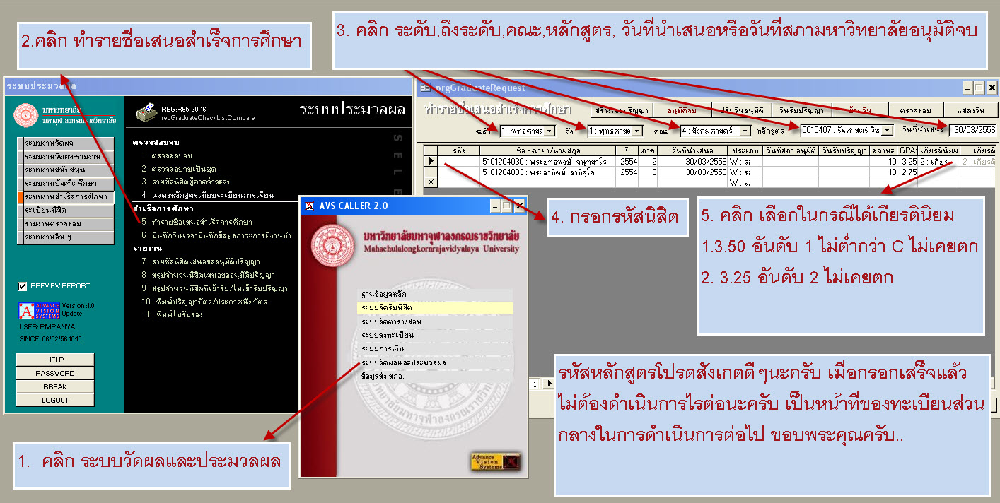 2.คลิก ทำรายชื่อเสนอสำเร็จการศึกษา
3. คลิก ระดับ,ถึงระดับ,คณะ,หลักสูตร, วันที่นำเสนอหรือวันที่สภามหาวิทยาลัยอนุมัติจบ
ระบบประมวลผล
มหาวิทยาลัย
มหาจุฬาลงกรณราชวิทยาลัย
REG:R65-20-16
repGraduateCheckListCompare
ระบบประมวลผล
ระบบงานวัดผล
ระบบงานวัดผล-รายงาน
ระบบงานสนับสนุน
ระบบงานบัณฑิตศึกษา
ระบบงานสำเร็จการศึกษา
ระเบียนนิสิต
รายงานตรวจสอบ
ระบบงานอื่น ๆ
PREVIEW REPORT
ADVANCE VISION SYSTEMS
Version :1.0
Update
USER: PMPANYA
SINCE: 06/02/56 10:15
HELP
PASSWORD
BREAK
LOGOUT
ตรวจสอบจบ
1 : ตรวจสอบจบ
2 : ตรวจสอบจบเป็นชุด
3 : รายชื่อนิสิตผู้คาดว่าจะจบ
4 : แสดงหลักสูตรเทียบระเบียนการเรียน
สำเร็จการศึกษา
5 : ทำรายชื่อเสนอสำเร็จการศึกษา
6 : บันทึกวันเวลาบันทึกข้อมูลภาวะการมีงานทำ
รายงาน
7 : รายชื่อนิสิตเสนอขออนุมัติปริญญา
8 : สรุปจำนวนนิสิตเสนอขออนุมัติปริญญา
9 : สรุปจำนวนนิสิตที่เข้ารับ/ไม่เข้ารับปริญญา
10 : พิมพ์ปริญญาบัตร/ประกาศนียบัตร
11 : พิมพ์ใบรับรอง
S E L E
AVS CALLER 2.0
มหาวิทยาลัยมหาจุฬาลงกรณราชวิทยาลัย
Mahachulalongkornrajavidyalaya University
ฐานข้อมูลหลัก
ระบบจัดรับนิสิต
ระบบจัดตารางสอน
ระบบลงทะเบียน
ระบบการเงิน
ระบบวัดผลและประมวลผล
ข้อมูลส่ง สกอ.
Advance
Vision
Systems
prgGraduateRequest
ทำรายชื่อเสนอสำเร็จการศึกษา
สร้างเลขปริญญา อนุมัติจบ ปรับวันอนุมัติ วันรับปริญญา ย้ายวัน ตรวจสอบ แสดงวัน
ระดับ 1 : พุทธศาสต ถึง 1 : พุทธศาสต คณะ 4 : สังคมศาสตร์ หลักสูตร 5010407 : รัฐศาสตร์ วิช วันที่นำเสนอ 30/03/2556
รหัส ชื่อ - ฉายา/นามสกุล ปี ภาค วันที่นำเสนอ ประเภท วันที่สภา อนุมัติ วันรับปริญญา สถานะ GPA: เกียรตินิยม เกียรติ
5101204030 : พระยุทธพงษ์ จนฺทสาโร 2554 2 30/03/2556 W : ระ 10 3.25 2 : เกียร 2 : เกียรติ
5101204033 : พระอาทิตย์ อาทิจฺโจ 2554 3 30/03/2556 W : ระ 10 2.75
W : ระ
4. กรอกรหัสนิสิต
5. คลิก เลือกในกรณีได้เกียรตินิยม
1.3.50 อันดับ 1 ไม่ต่ำกว่า C ไม่เคยตก
2. 3.25 อันดับ 2 ไม่เคยตก
1
รหัสหลักสูตรโปรดสังเกตดีๆนะครับ เมื่อกรอกเสร็จแล้ว
ไม่ต้องดำเนินการไรต่อนะครับ เป็นหน้าที่ของทะเบียนส่วน
กลางในการดำเนินการต่อไป ขอบพระคุณครับ..
1. คลิก ระบบวัดผลและประมวลผล